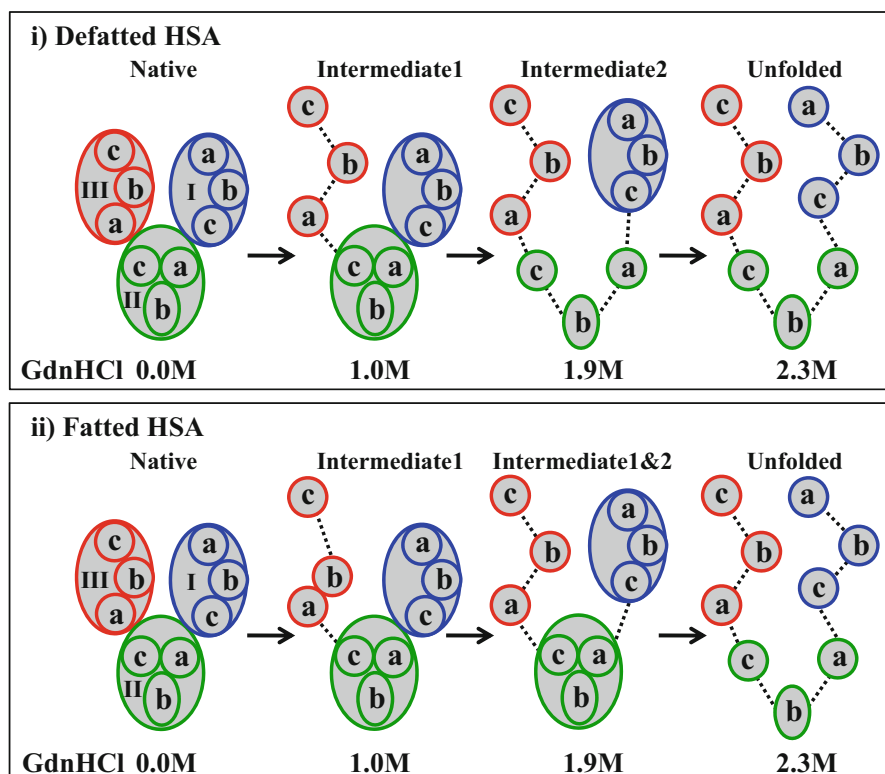 i) Defatted HSA
Native Intermediate1 Intermediate2 Unfolded
c b a III
a b c I
c a b II
c b a
a b c
c a b
c b a
a b c
c b a
c b a
a b c
c b a
GdnHCl 0.0M 1.0M 1.9M 2.3M
ii) Fatted HSA
Native Intermediate1 Intermediate1&2 Unfolded
c b a III
a b c I
c a b II
c b a
a b c
c a b
c b a
a b c
c a b
c b a
a b c
c b a
GdnHCl 0.0M 1.0M 1.9M 2.3M